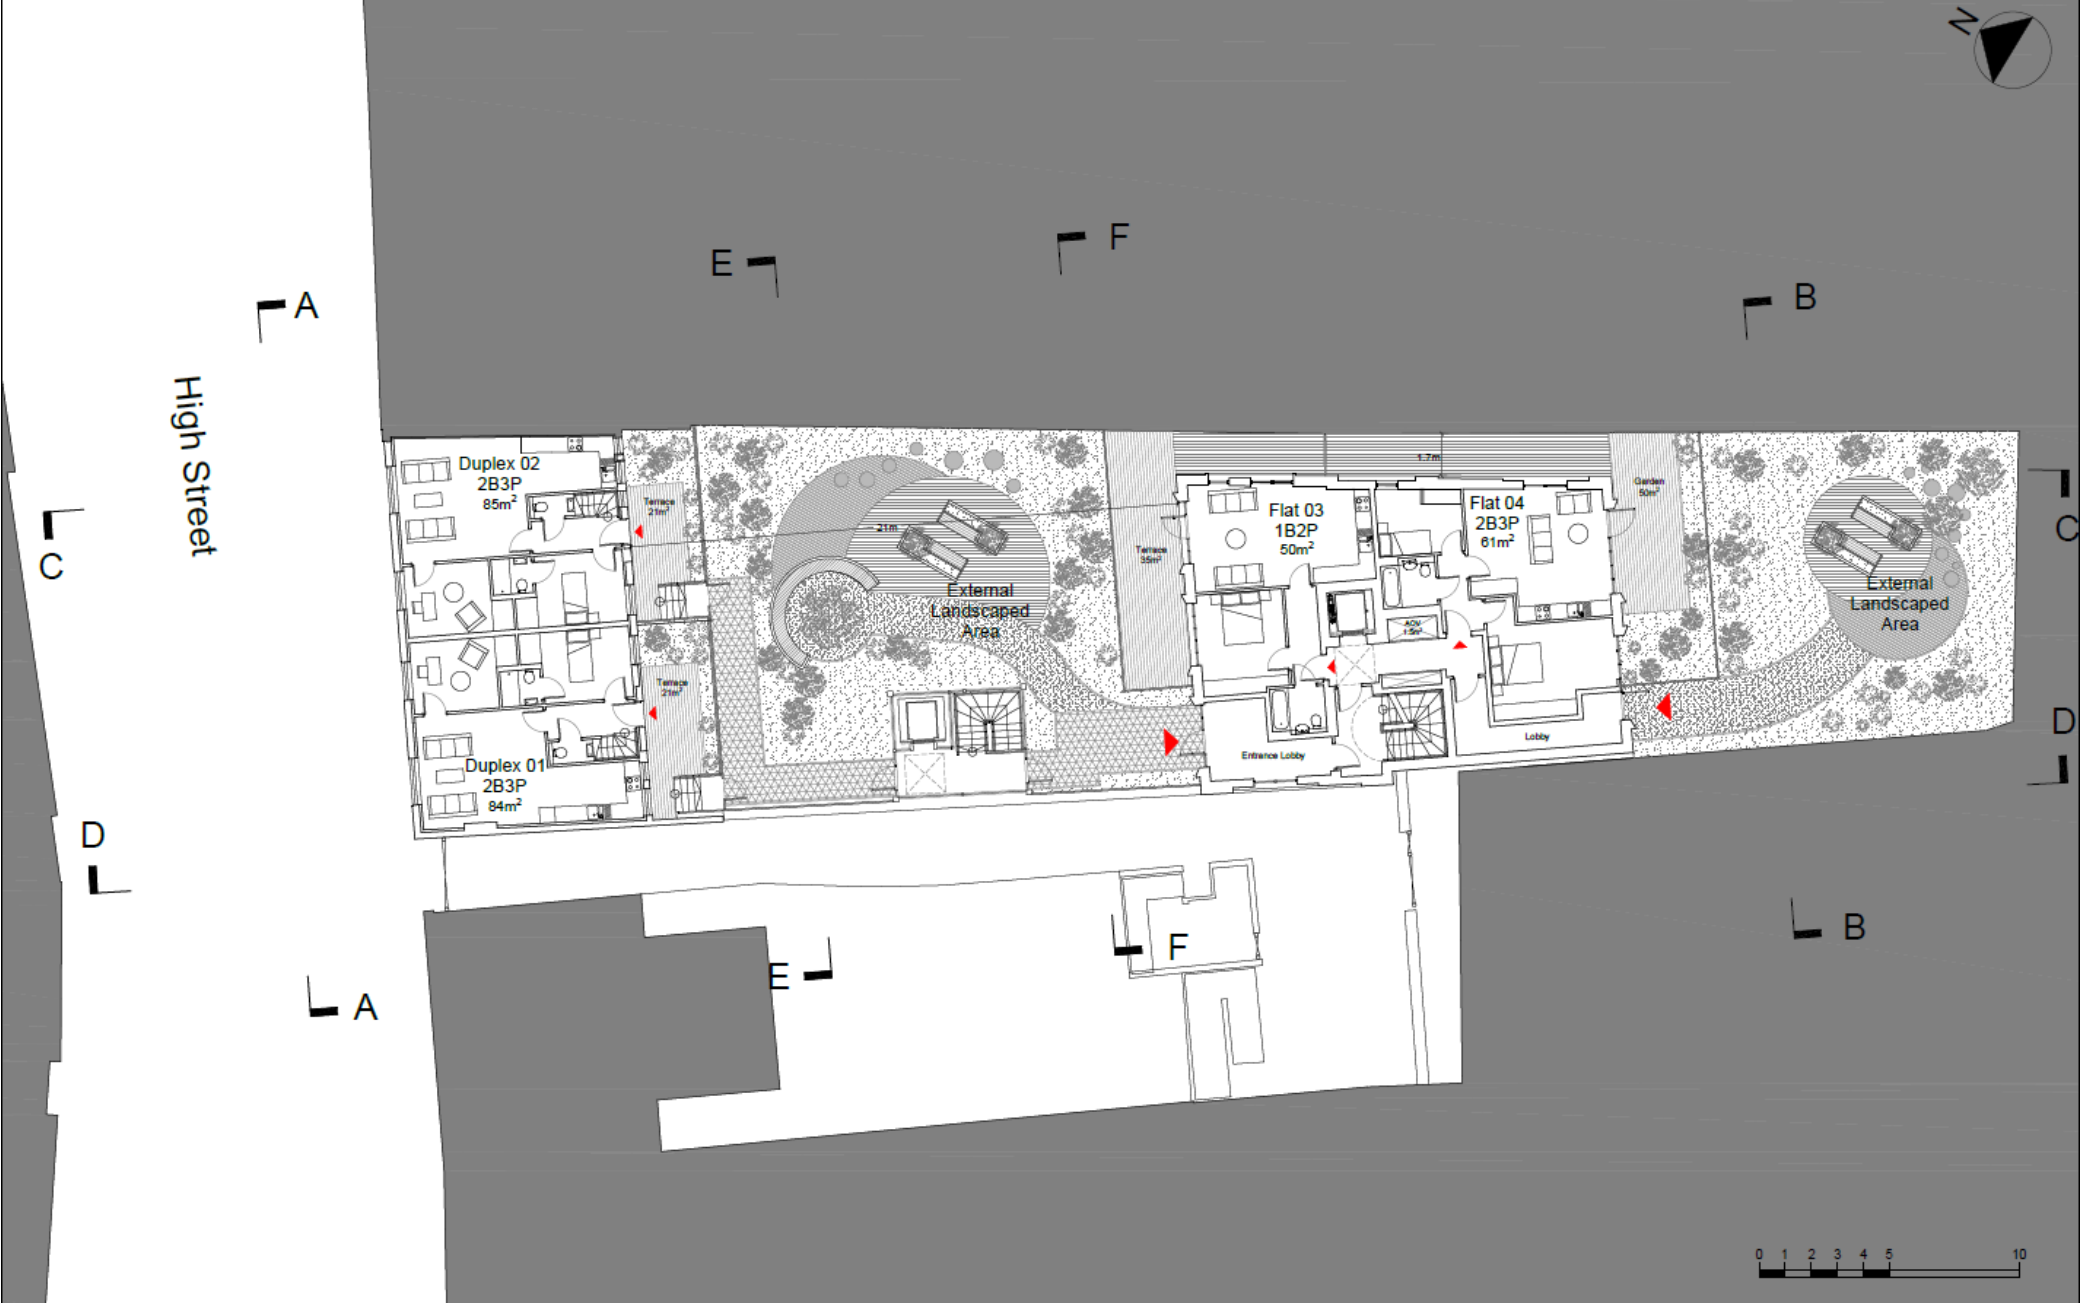 N
F
E
B
A
High Street
Duplex 02
2B3P
85m²
Terrace
21m²
21m
Terrace
35m²
1.7m
Flat 03
1B2P
50m²
Flat 04
2B3P
61m²
Garden
50m²
C
C
External
Landscaped
Area
External
Landscaped
Area
AOV
1.5m²
Terrace
21m²
D
Lobby
Entrance Lobby
Duplex 01
2B3P
84m²
D
B
F
E
A
0 1 2 3 4 5 10